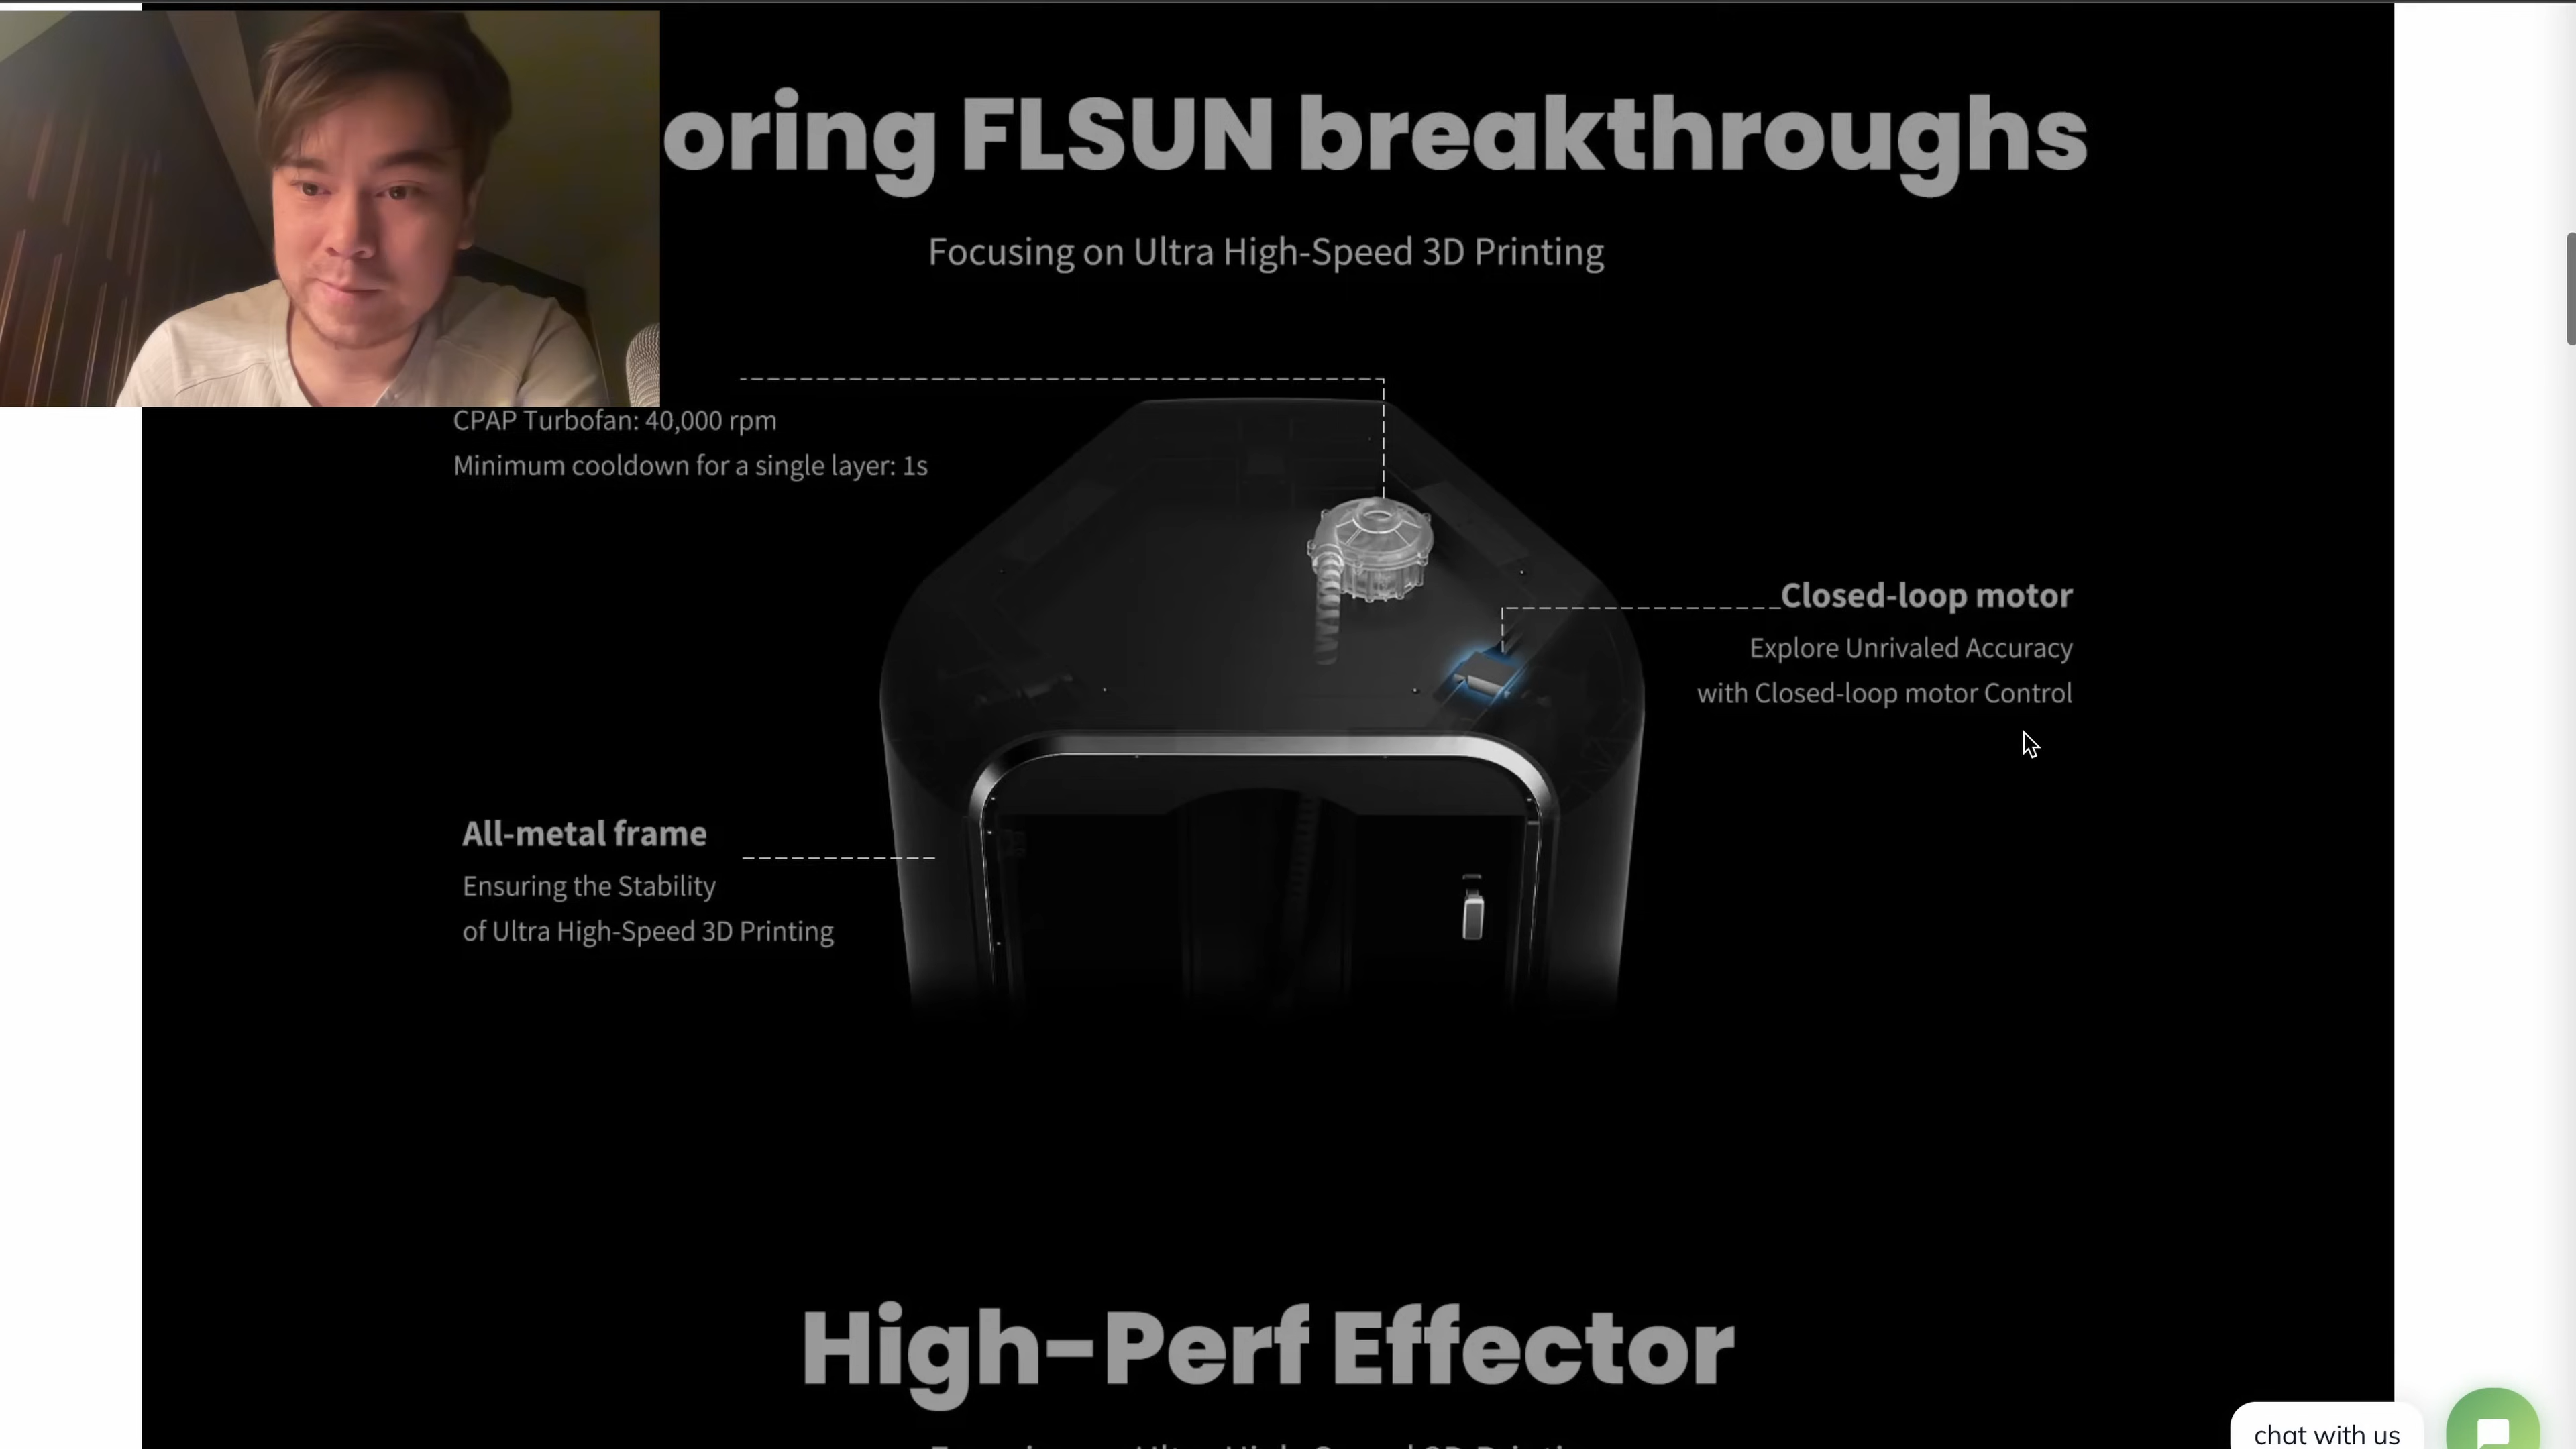 oring FLSUN breakthroughs
Focusing on Ultra High-Speed 3D Printing
CPAP Turbofan: 40,000 rpm
Minimum cooldown for a single layer: 1s
Closed-loop motor
Explore Unrivaled Accuracy
with Closed-loop motor Control
All-metal frame
Ensuring the Stability
of Ultra High-Speed 3D Printing
High-Perf Effector
chat with us